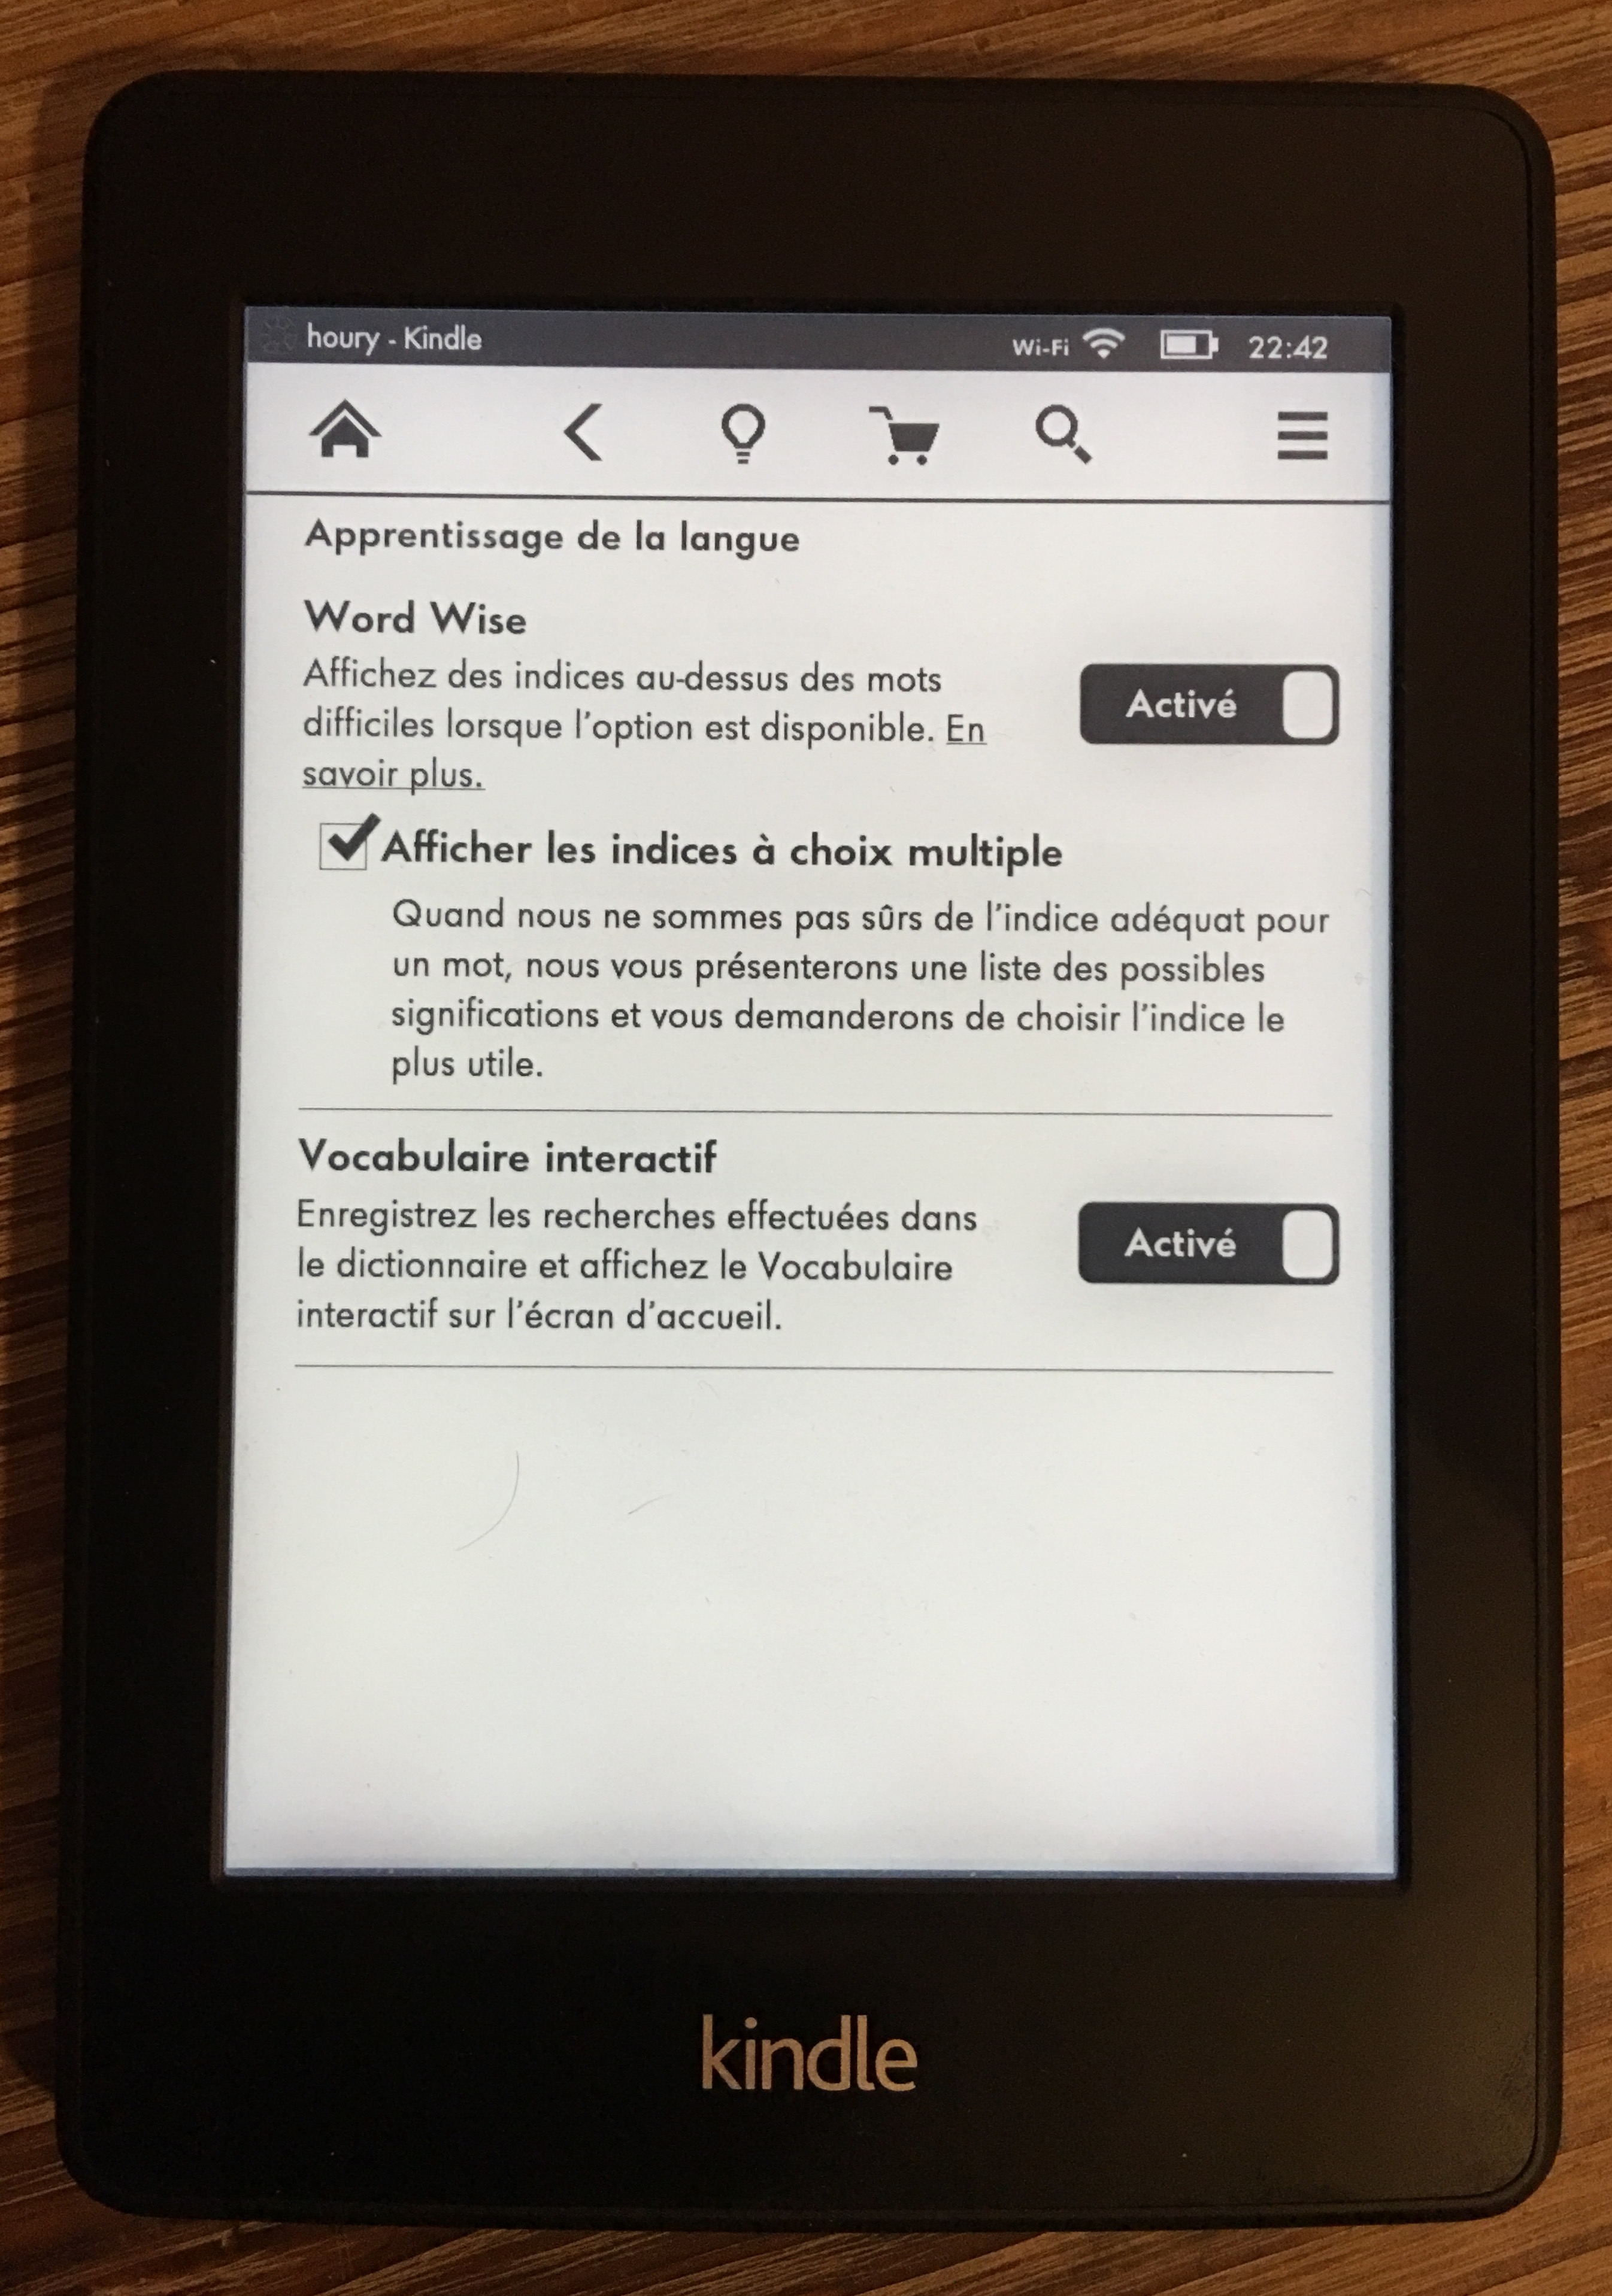 houry - Kindle Wi-Fi 22:42
Apprentissage de la langue
Word Wise
Affichez des indices au-dessus des mots
difficiles lorsque l'option est disponible. En
savoir plus.
Activé
Afficher les indices à choix multiple
Quand nous ne sommes pas sûrs de l'indice adéquat pour
un mot, nous vous présenterons une liste des possibles
significations et vous demanderons de choisir l'indice le
plus utile.
Vocabulaire interactif
Enregistrez les recherches effectuées dans
le dictionnaire et affichez le Vocabulaire
interactif sur l'écran d'accueil.
Activé
kindle